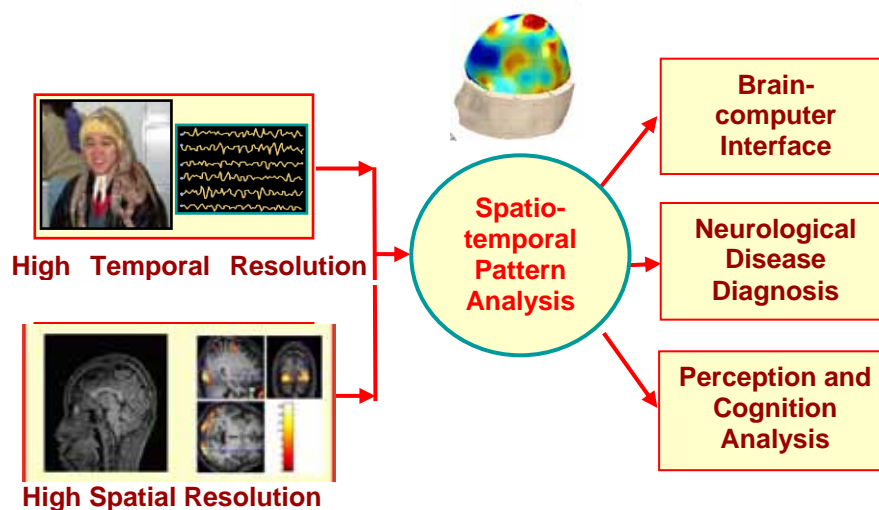 High Temporal Resolution
High Spatial Resolution
Spatio-
temporal
Pattern
Analysis
Brain-
computer
Interface
Neurological
Disease
Diagnosis
Perception and
Cognition
Analysis